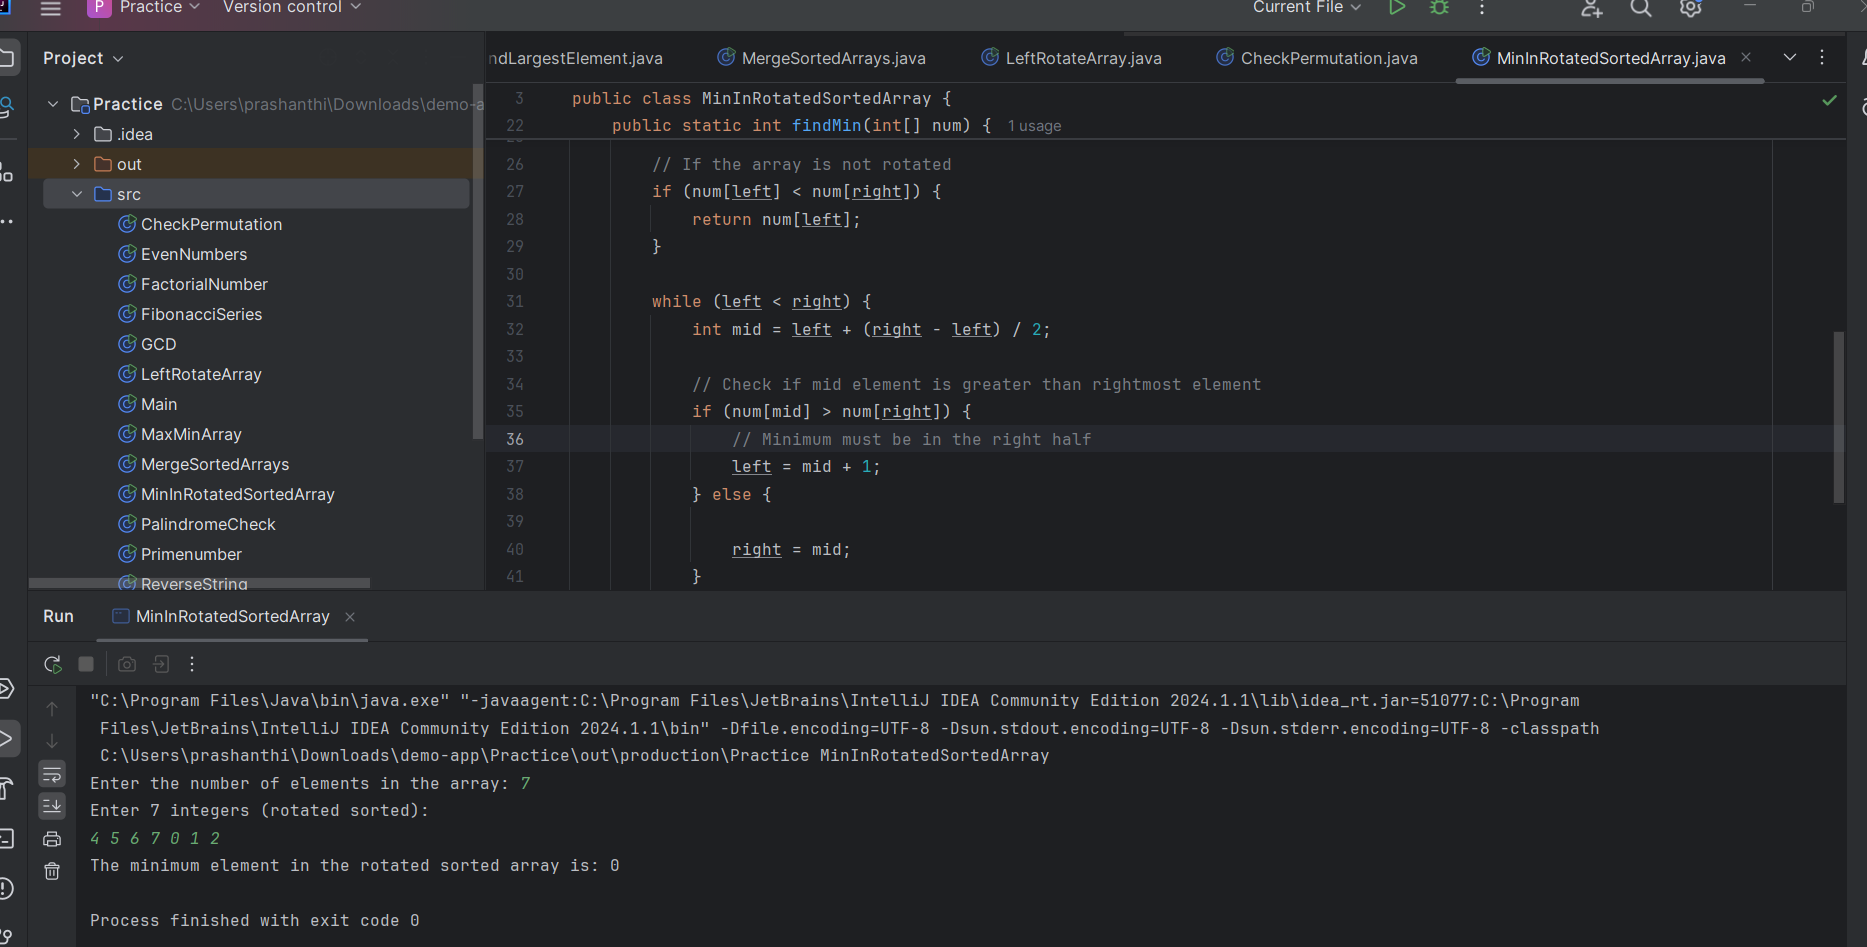 P Practice Version control Current File
Project
Practice C:\Users\prashanthi\Downloads\demo-a
.idea
out
src
CheckPermutation
EvenNumbers
FactorialNumber
FibonacciSeries
GCD
LeftRotateArray
Main
MaxMinArray
MergeSortedArrays
MinInRotatedSortedArray
PalindromeCheck
Primenumber
ReverseString
ndLargestElement.java MergeSortedArrays.java LeftRotateArray.java CheckPermutation.java MinInRotatedSortedArray.java
3 public class MinInRotatedSortedArray {
22 public static int findMin(int[] num) { 1 usage
26 // If the array is not rotated
27 if (num[left] < num[right]) {
28 return num[left];
29 }
30
31 while (left < right) {
32 int mid = left + (right - left) / 2;
33
34 // Check if mid element is greater than rightmost element
35 if (num[mid] > num[right]) {
36 // Minimum must be in the right half
37 left = mid + 1;
38 } else {
39
40 right = mid;
41 }
Run MinInRotatedSortedArray
"C:\Program Files\Java\bin\java.exe" "-javaagent:C:\Program Files\JetBrains\IntelliJ IDEA Community Edition 2024.1.1\lib\idea_rt.jar=51077:C:\Program
Files\JetBrains\IntelliJ IDEA Community Edition 2024.1.1\bin" -Dfile.encoding=UTF-8 -Dsun.stdout.encoding=UTF-8 -Dsun.stderr.encoding=UTF-8 -classpath
C:\Users\prashanthi\Downloads\demo-app\Practice\out\production\Practice MinInRotatedSortedArray
Enter the number of elements in the array: 7
Enter 7 integers (rotated sorted):
4 5 6 7 0 1 2
The minimum element in the rotated sorted array is: 0
Process finished with exit code 0